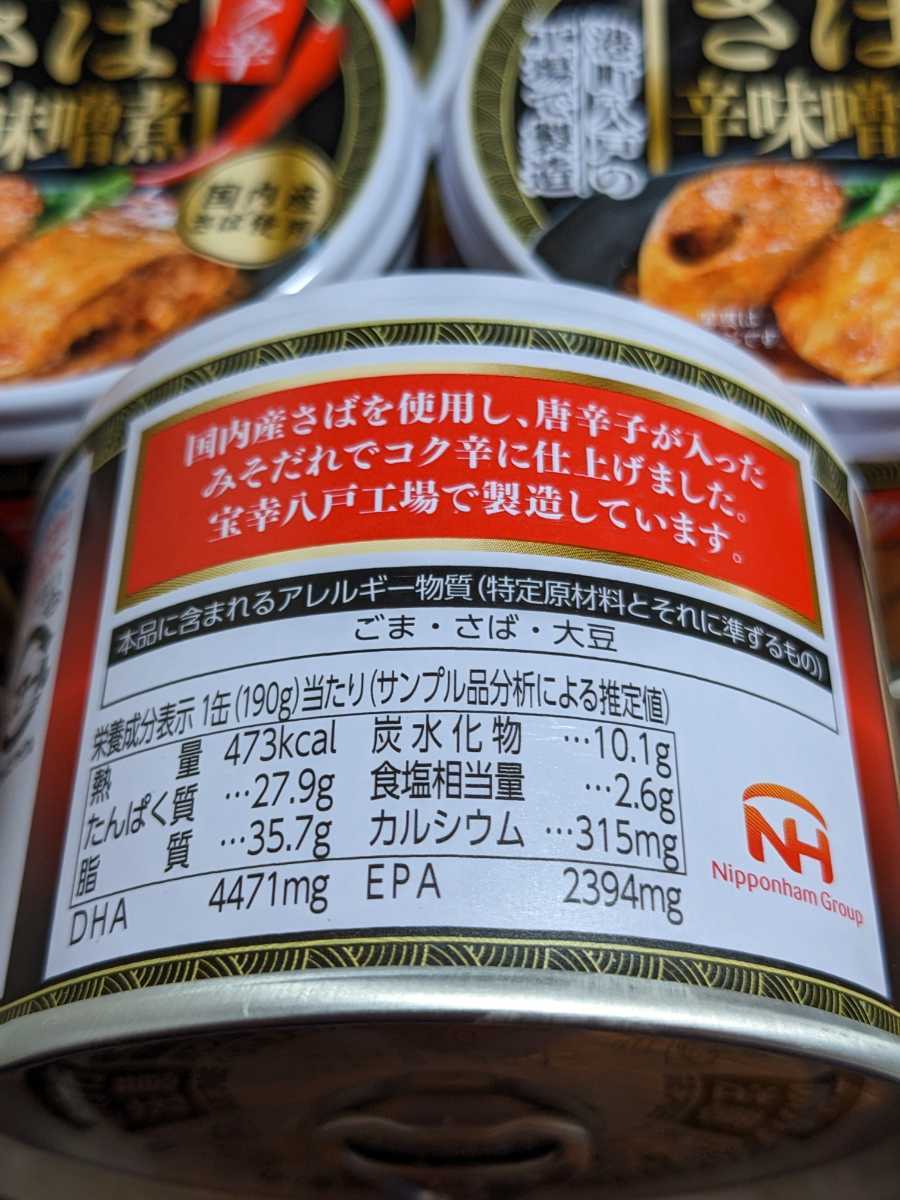 さば
味噌煮
辛
国内産
さば使用
港町八戸の
工場で製造
さば
辛味噌
国内産さばを使用し、唐辛子が入った
みそだれでコク辛に仕上げました。
宝幸八戸工場で製造しています。
本品に含まれるアレルギー物質(特定原材料とそれに準ずるもの)
ごま・さば・大豆
栄養成分表示 1缶(190g)当たり(サンプル品分析による推定値)
熱量 473kcal 炭水化物 …10.1g
たんぱく質 …27.9g 食塩相当量 …2.6g
脂質 …35.7g カルシウム …315mg
DHA 4471mg EPA 2394mg
NH
Nipponham Group